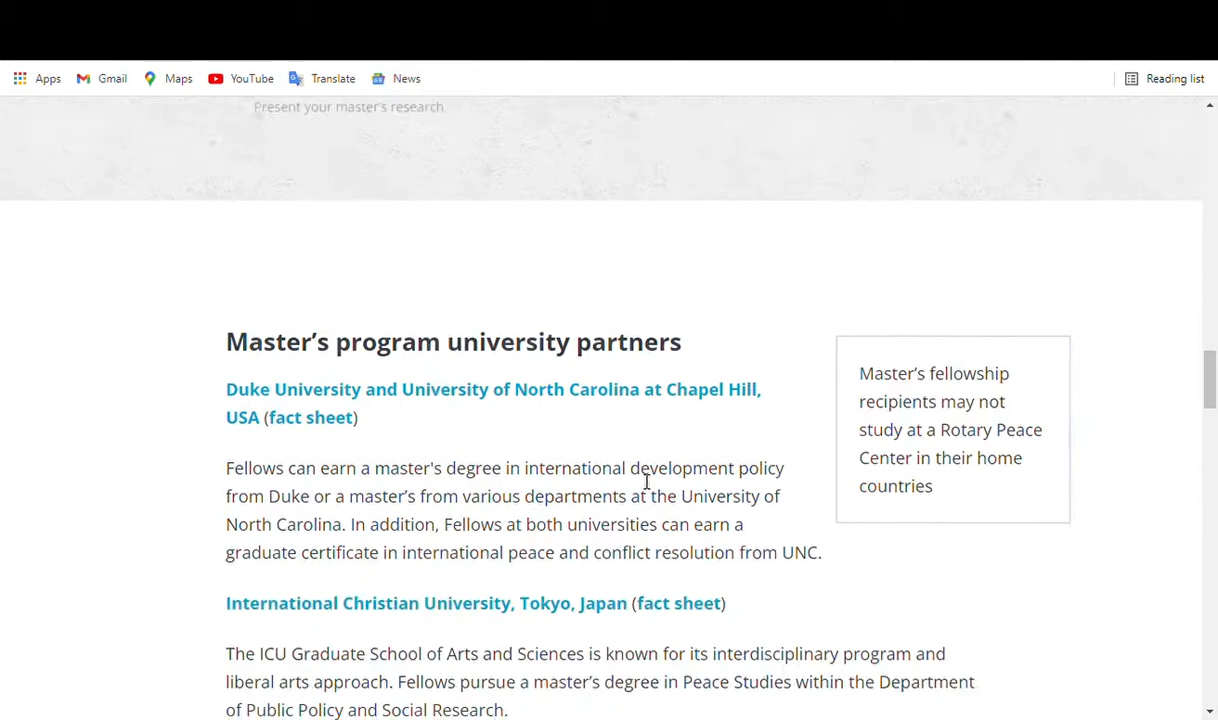 Apps Gmail Maps YouTube Translate News Reading list
Present your master's research
Master’s program university partners
Duke University and University of North Carolina at Chapel Hill,
USA (fact sheet)
Fellows can earn a master's degree in international development policy
from Duke or a master’s from various departments at the University of
North Carolina. In addition, Fellows at both universities can earn a
graduate certificate in international peace and conflict resolution from UNC.
Master’s fellowship
recipients may not
study at a Rotary Peace
Center in their home
countries
International Christian University, Tokyo, Japan (fact sheet)
The ICU Graduate School of Arts and Sciences is known for its interdisciplinary program and
liberal arts approach. Fellows pursue a master’s degree in Peace Studies within the Department
of Public Policy and Social Research.